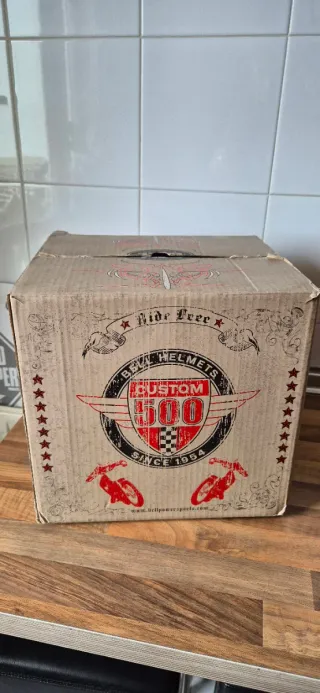 Ride Free
BELL HELMETS
CUSTOM
500
SINCE 1954
www.bellpowersports.com